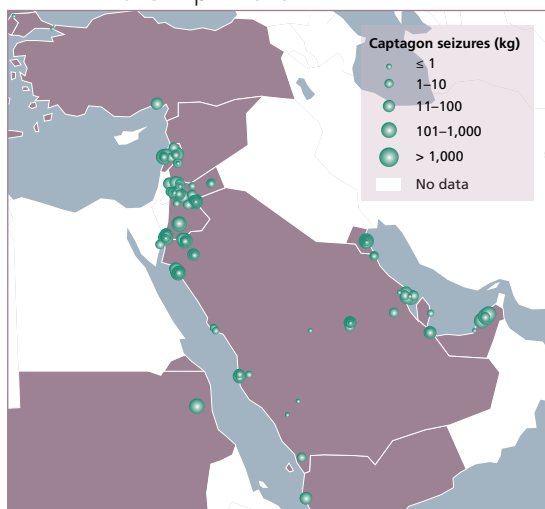 Captagon seizures (kg)
≤ 1
1–10
11–100
101–1,000
> 1,000
No data